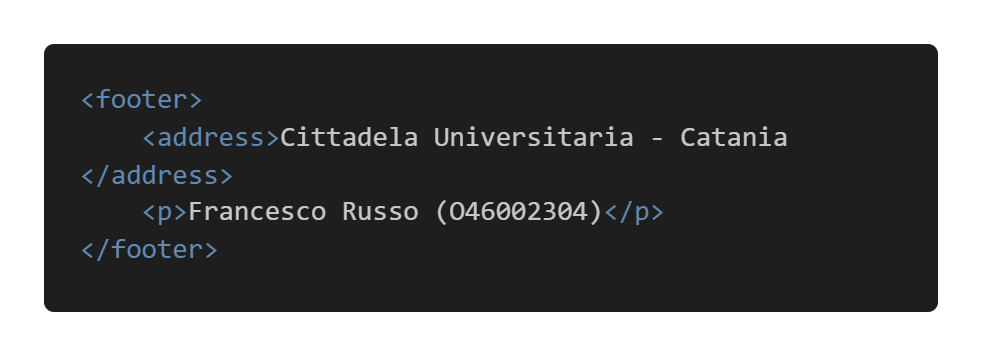 <footer>
    <address>Cittadela Universitaria - Catania
</address>
    <p>Francesco Russo (O46002304)</p>
</footer>